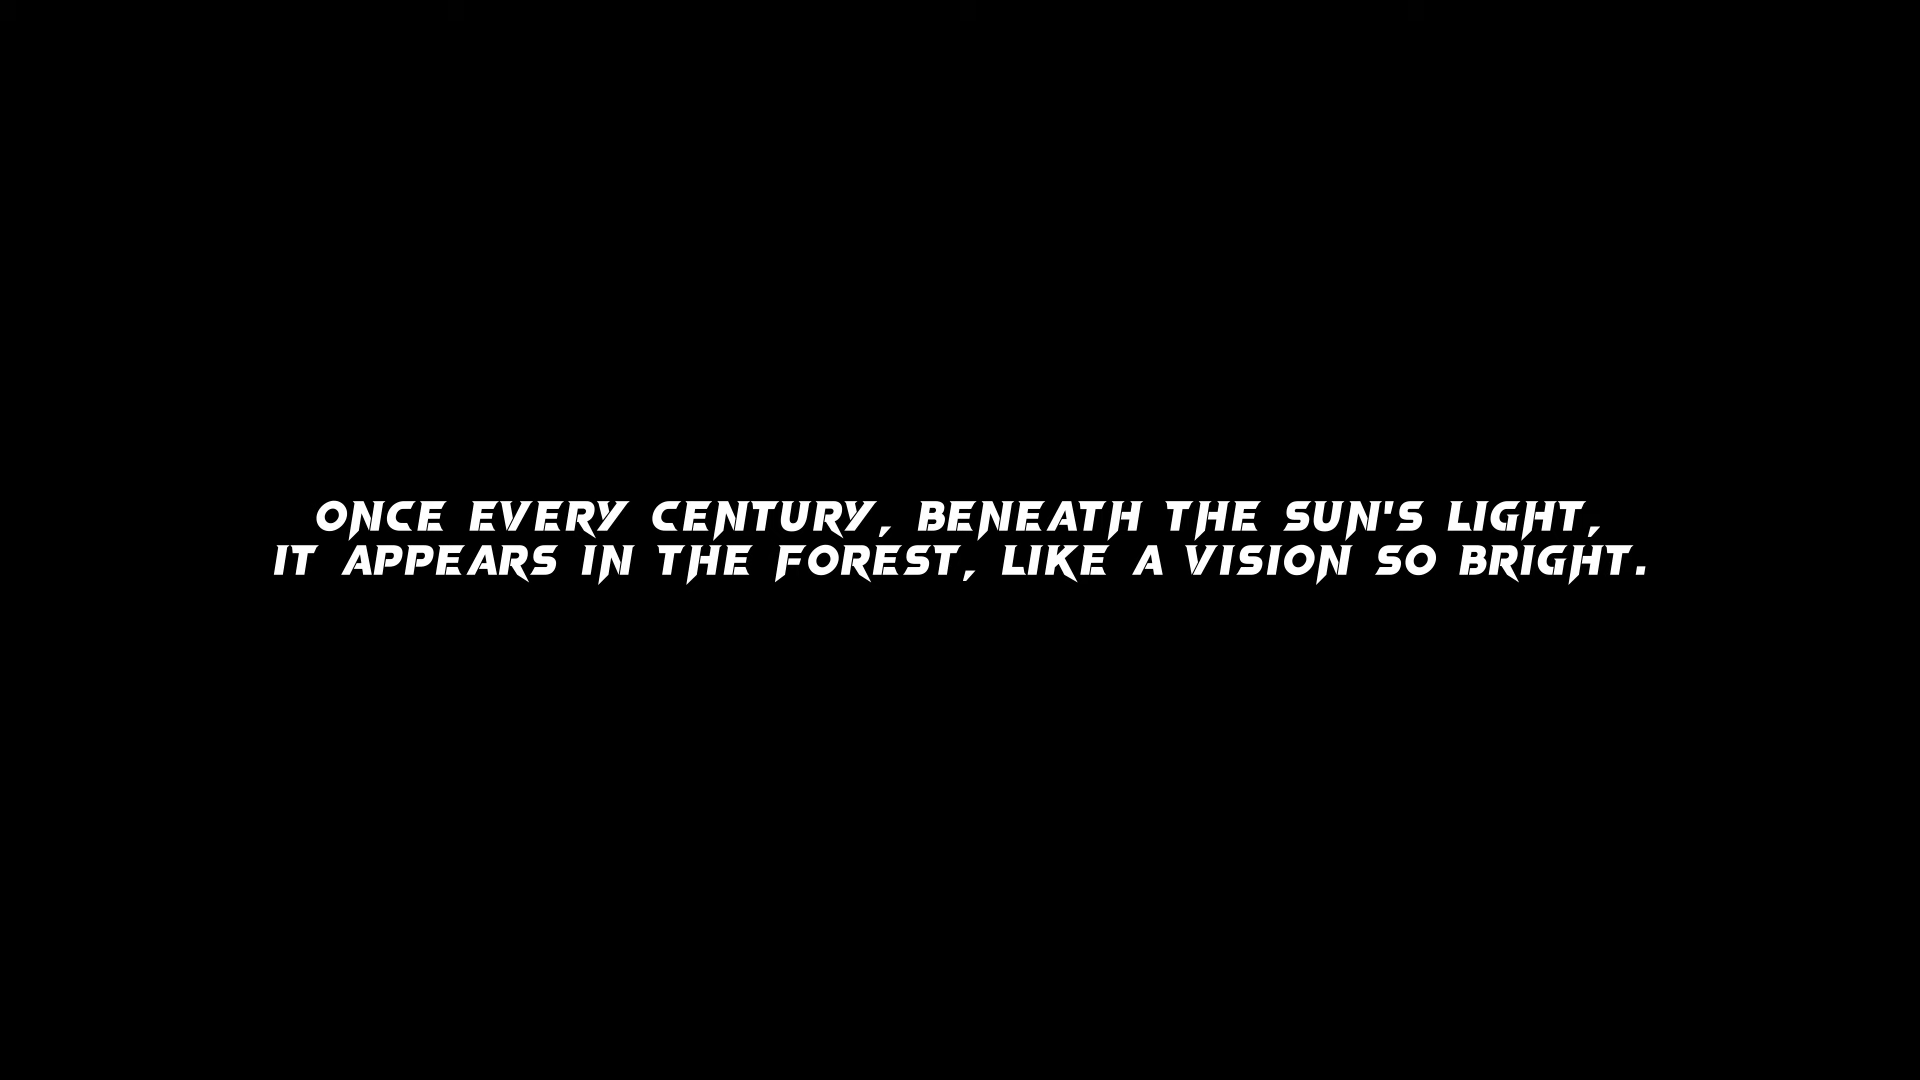 ONCE EVERY CENTURY, BENEATH THE SUN'S LIGHT,
IT APPEARS IN THE FOREST, LIKE A VISION SO BRIGHT.